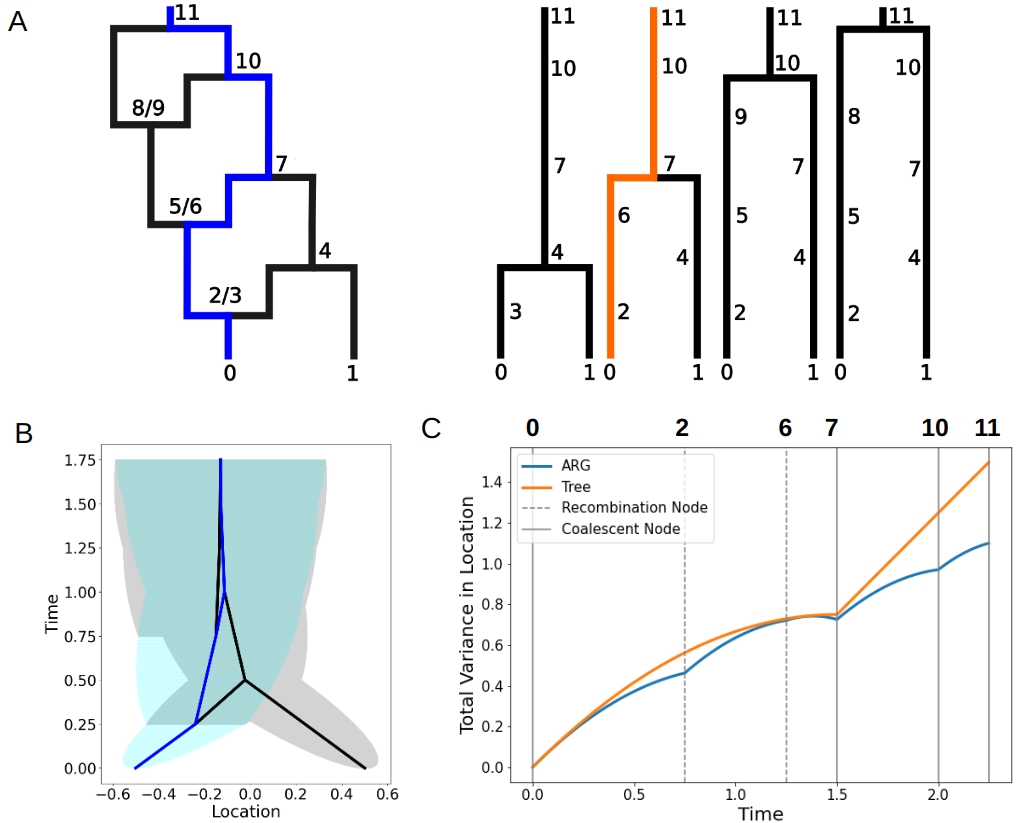 A
11
10
8/9
7
5/6
4
2/3
0 1
11 11 11 11
10 10 10 10
9 8
7 7 7 7
6 5 5
4 4 4 4
3 2 2 2
0 1 0 1 0 1 0 1
B
1.75
1.50
1.25
1.00
0.75
0.50
0.25
0.00
Time
−0.6 −0.4 −0.2 0.0 0.2 0.4 0.6
Location
C
0 2 6 7 10 11
ARG
Tree
Recombination Node
Coalescent Node
1.4
1.2
1.0
0.8
0.6
0.4
0.2
0.0
Total Variance in Location
0.0 0.5 1.0 1.5 2.0
Time